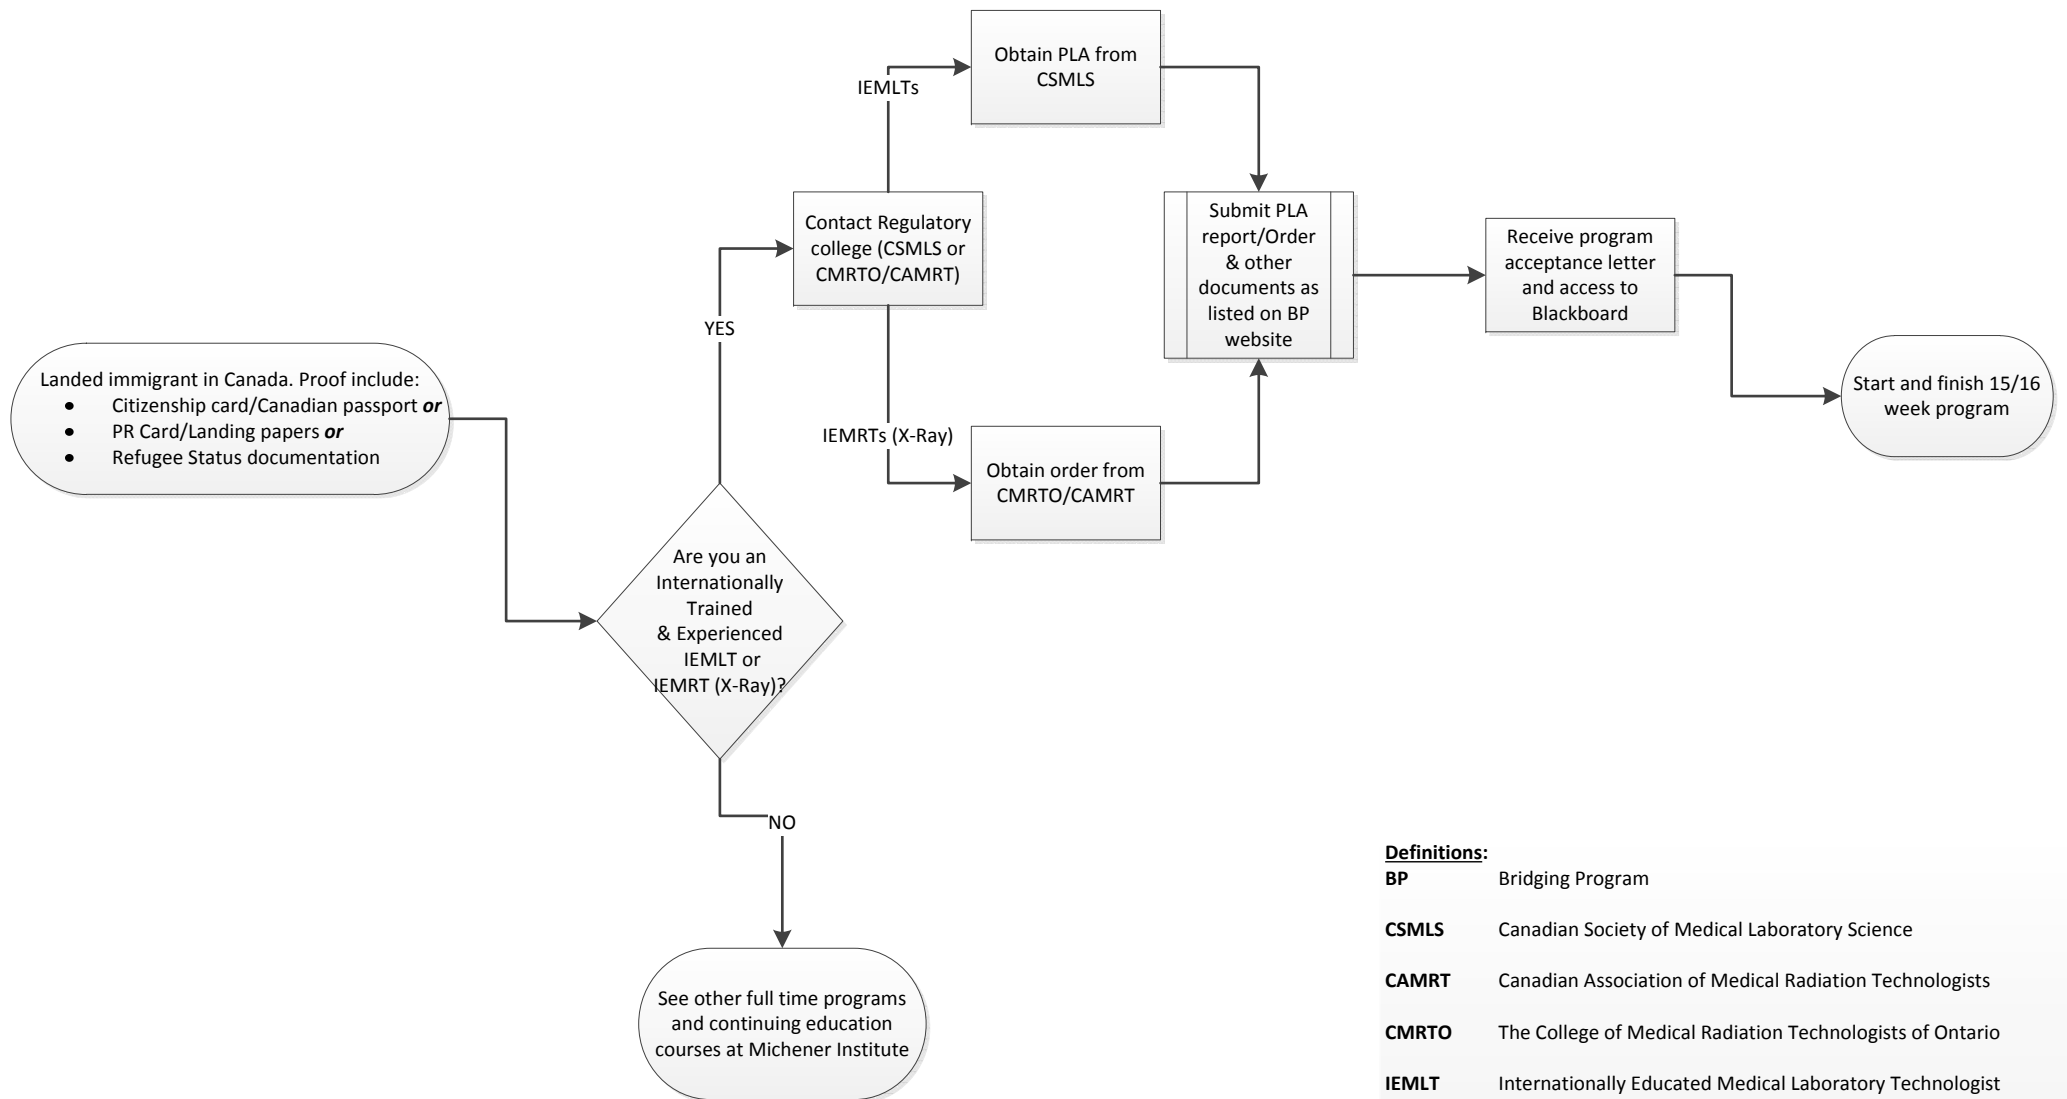 Landed immigrant in Canada. Proof include:
● Citizenship card/Canadian passport or
● PR Card/Landing papers or
● Refugee Status documentation
Are you an
Internationally
Trained
& Experienced
IEMLT or
IEMRT (X-Ray)?
YES
NO
See other full time programs
and continuing education
courses at Michener Institute
Contact Regulatory
college (CSMLS or
CMRTO/CAMRT)
IEMLTs
Obtain PLA from
CSMLS
IEMRTs (X-Ray)
Obtain order from
CMRTO/CAMRT
Submit PLA
report/Order
& other
documents as
listed on BP
website
Receive program
acceptance letter
and access to
Blackboard
Start and finish 15/16
week program
Definitions:
BP Bridging Program
CSMLS Canadian Society of Medical Laboratory Science
CAMRT Canadian Association of Medical Radiation Technologists
CMRTO The College of Medical Radiation Technologists of Ontario
IEMLT Internationally Educated Medical Laboratory Technologist